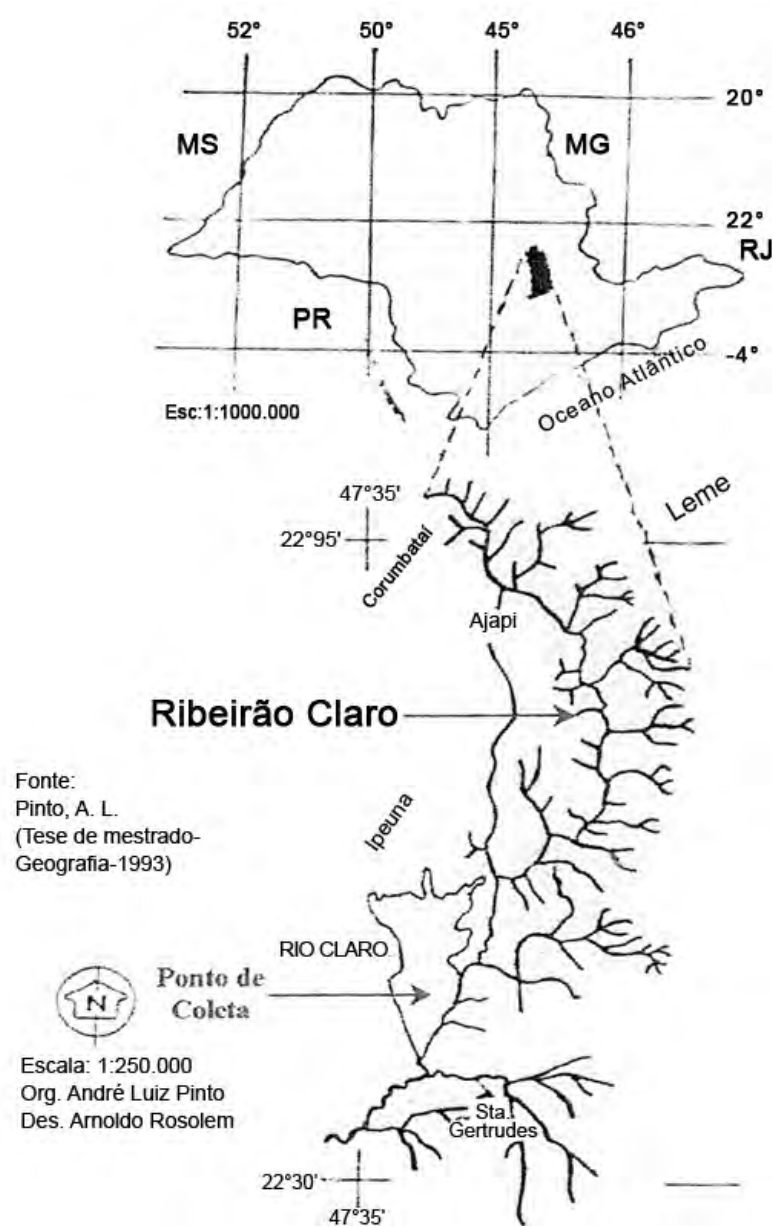 52° 50° 45° 46°
20°
MS
MG
22°
RJ
PR
-4°
Oceano Atlântico
Esc:1:1000.000
47°35'
Leme
22°95'
Corumbataí
Ajapi
Ribeirão Claro
Fonte:
Pinto, A. L.
(Tese de mestrado-
Geografia-1993)
Ipeuna
RIO CLARO
Ponto de
Coleta
N
Escala: 1:250.000
Org. André Luiz Pinto
Des. Arnoldo Rosolem
Sta.
Gertrudes
22°30'
47°35'